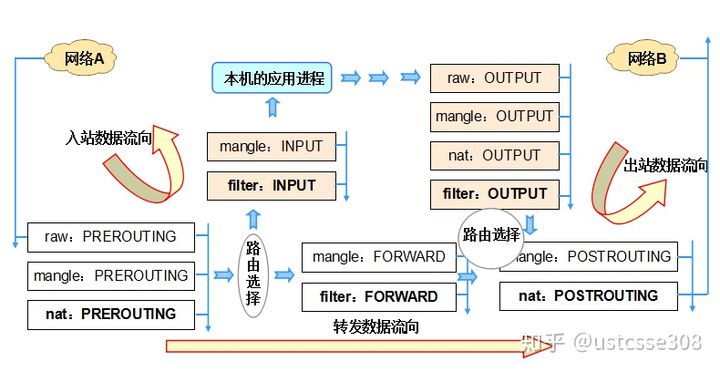 网络A
网络B
本机的应用进程
raw：OUTPUT
mangle：OUTPUT
nat：OUTPUT
filter：OUTPUT
入站数据流向
mangle：INPUT
filter：INPUT
出站数据流向
raw：PREROUTING
mangle：PREROUTING
nat：PREROUTING
路由选择
mangle：FORWARD
filter：FORWARD
路由选择
mangle：POSTROUTING
nat：POSTROUTING
转发数据流向
知乎 @ustcsse308